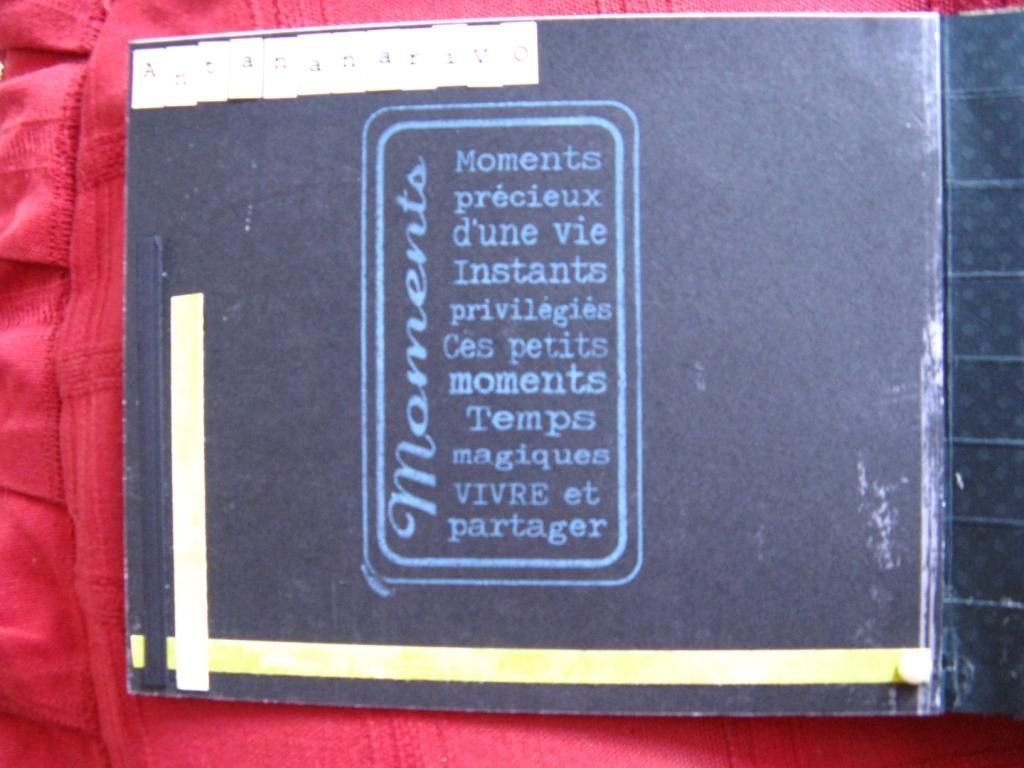 AntananariVO
Moments
Moments
précieux
d'une vie
Instants
privilégiés
Ces petits
moments
Temps
magiques
VIVRE et
partager